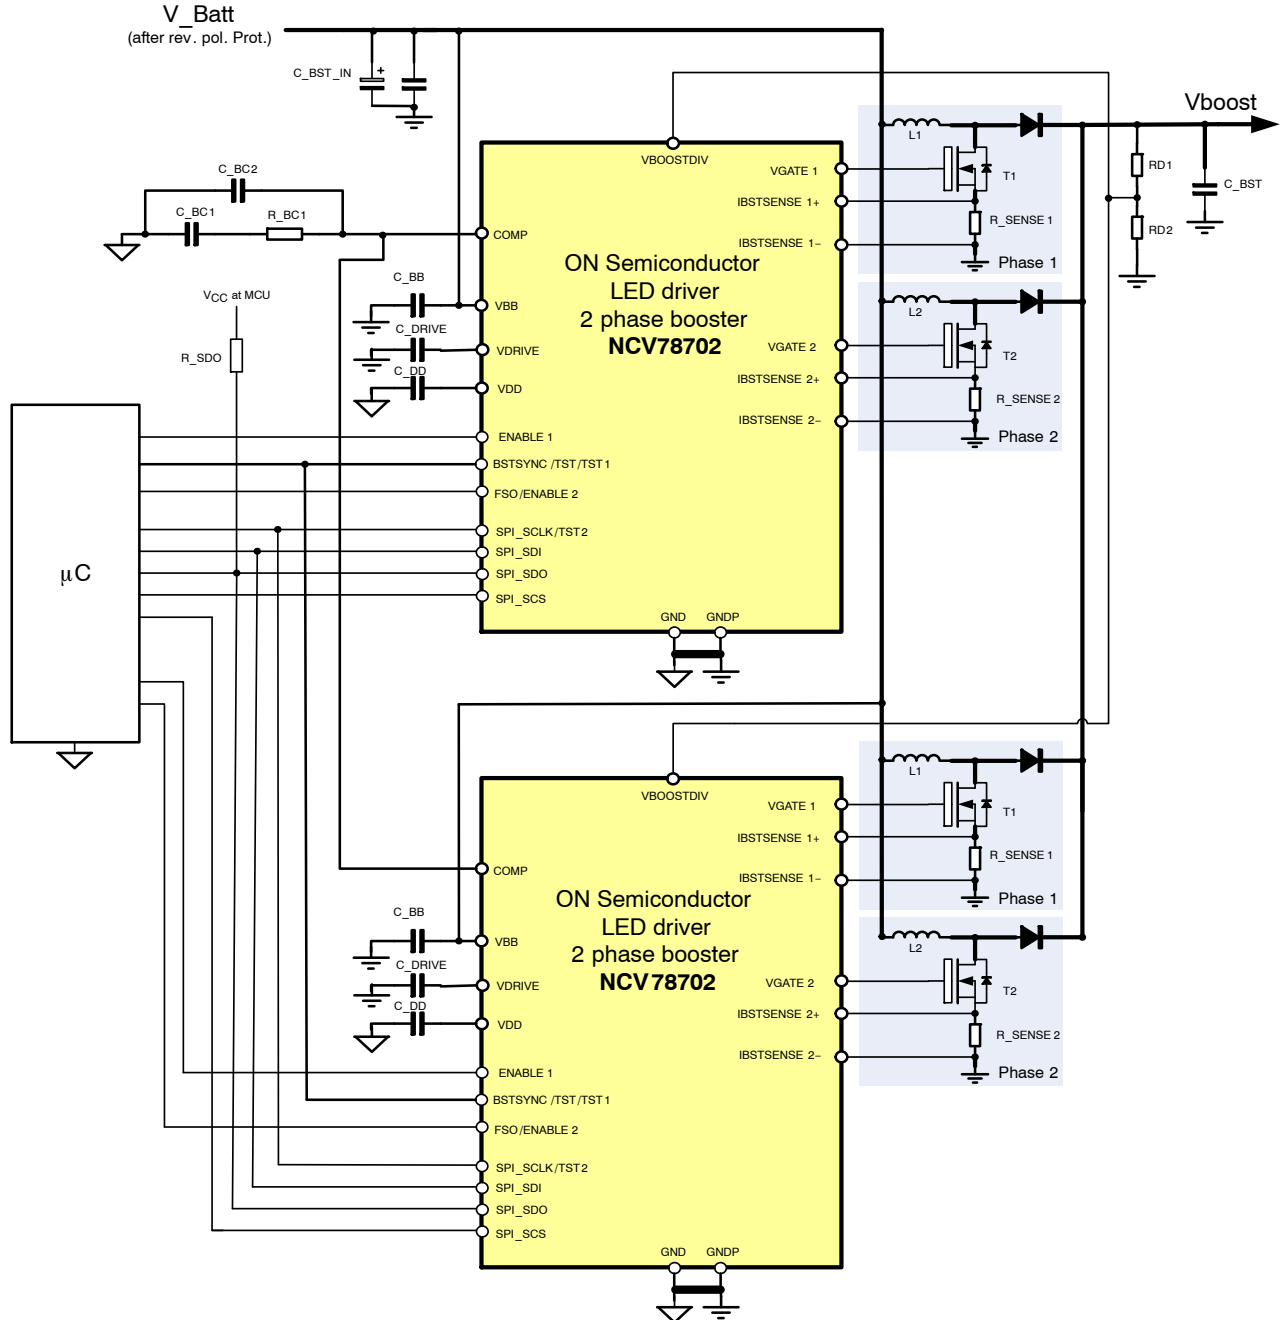 V_Batt
(after rev. pol. Prot.)
C_BST_IN
+
Vboost
L1
T1
R_SENSE 1
Phase 1
RD1
RD2
C_BST
VBOOSTDIV
VGATE 1
IBSTSENSE 1+
IBSTSENSE 1−
C_BC2
C_BC1
R_BC1
COMP
ON Semiconductor
LED driver
2 phase booster
NCV78702
C_BB
VBB
VCC at MCU
R_SDO
C_DRIVE
VDRIVE
C_DD
VDD
L2
T2
R_SENSE 2
Phase 2
VGATE 2
IBSTSENSE 2+
IBSTSENSE 2−
ENABLE 1
BSTSYNC /TST/TST1
FSO/ENABLE 2
SPI_SCLK/TST2
SPI_SDI
SPI_SDO
SPI_SCS
μC
GND
GNDP
L1
T1
R_SENSE 1
Phase 1
VBOOSTDIV
VGATE 1
IBSTSENSE 1+
IBSTSENSE 1−
COMP
ON Semiconductor
LED driver
2 phase booster
NCV78702
C_BB
VBB
C_DRIVE
VDRIVE
C_DD
VDD
L2
T2
R_SENSE 2
Phase 2
VGATE 2
IBSTSENSE 2+
IBSTSENSE 2−
ENABLE 1
BSTSYNC /TST/TST1
FSO/ENABLE 2
SPI_SCLK/TST2
SPI_SDI
SPI_SDO
SPI_SCS
GND
GNDP